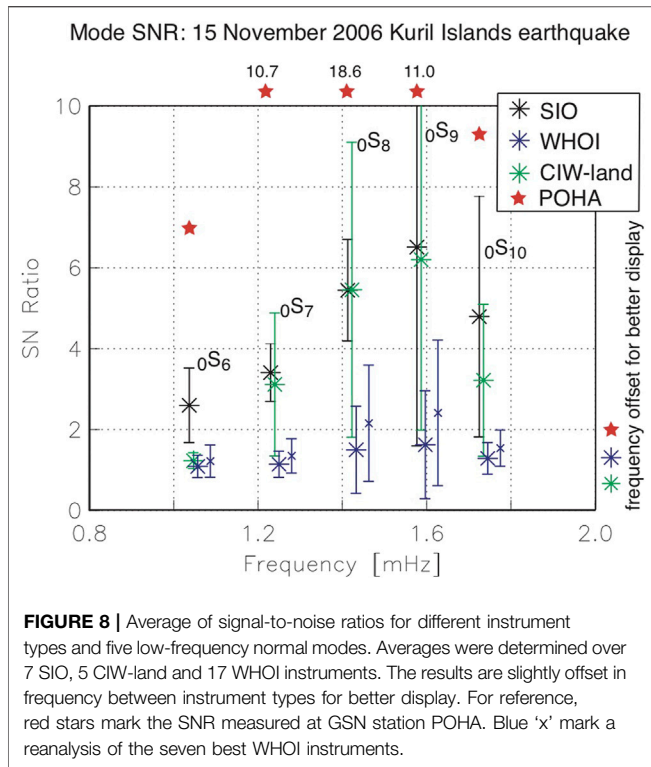 Mode SNR: 15 November 2006 Kuril Islands earthquake
10.7 18.6 11.0
SIO
WHOI
CIW-land
POHA
0S6
0S7
0S8
0S9
0S10
10
8
6
4
2
0
SN Ratio
0.8 1.2 1.6 2.0
Frequency [mHz]
frequency offset for better display
FIGURE 8 | Average of signal-to-noise ratios for different instrument
types and five low-frequency normal modes. Averages were determined over
7 SIO, 5 CIW-land and 17 WHOI instruments. The results are slightly offset in
frequency between instrument types for better display. For reference,
red stars mark the SNR measured at GSN station POHA. Blue ‘x’ mark a
reanalysis of the seven best WHOI instruments.